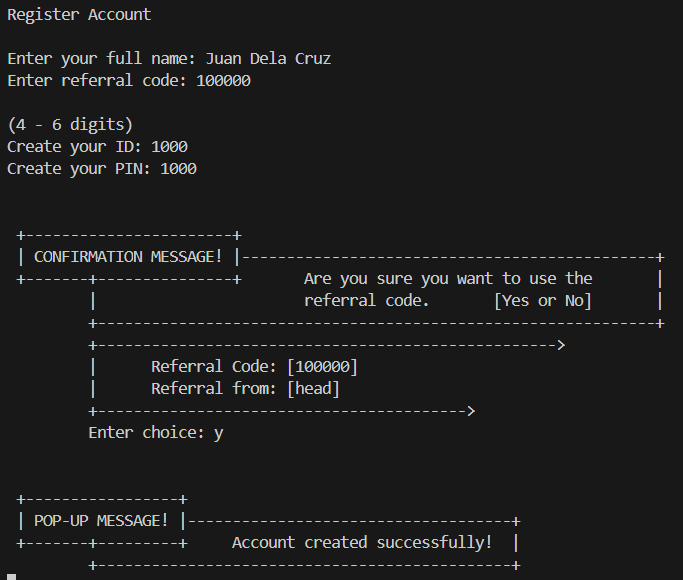 Register Account
Enter your full name: Juan Dela Cruz
Enter referral code: 100000
(4 - 6 digits)
Create your ID: 1000
Create your PIN: 1000
CONFIRMATION MESSAGE!
Are you sure you want to use the
referral code. [Yes or No]
Referral Code: [100000]
Referral from: [head]
Enter choice: y
POP-UP MESSAGE!
Account created successfully!